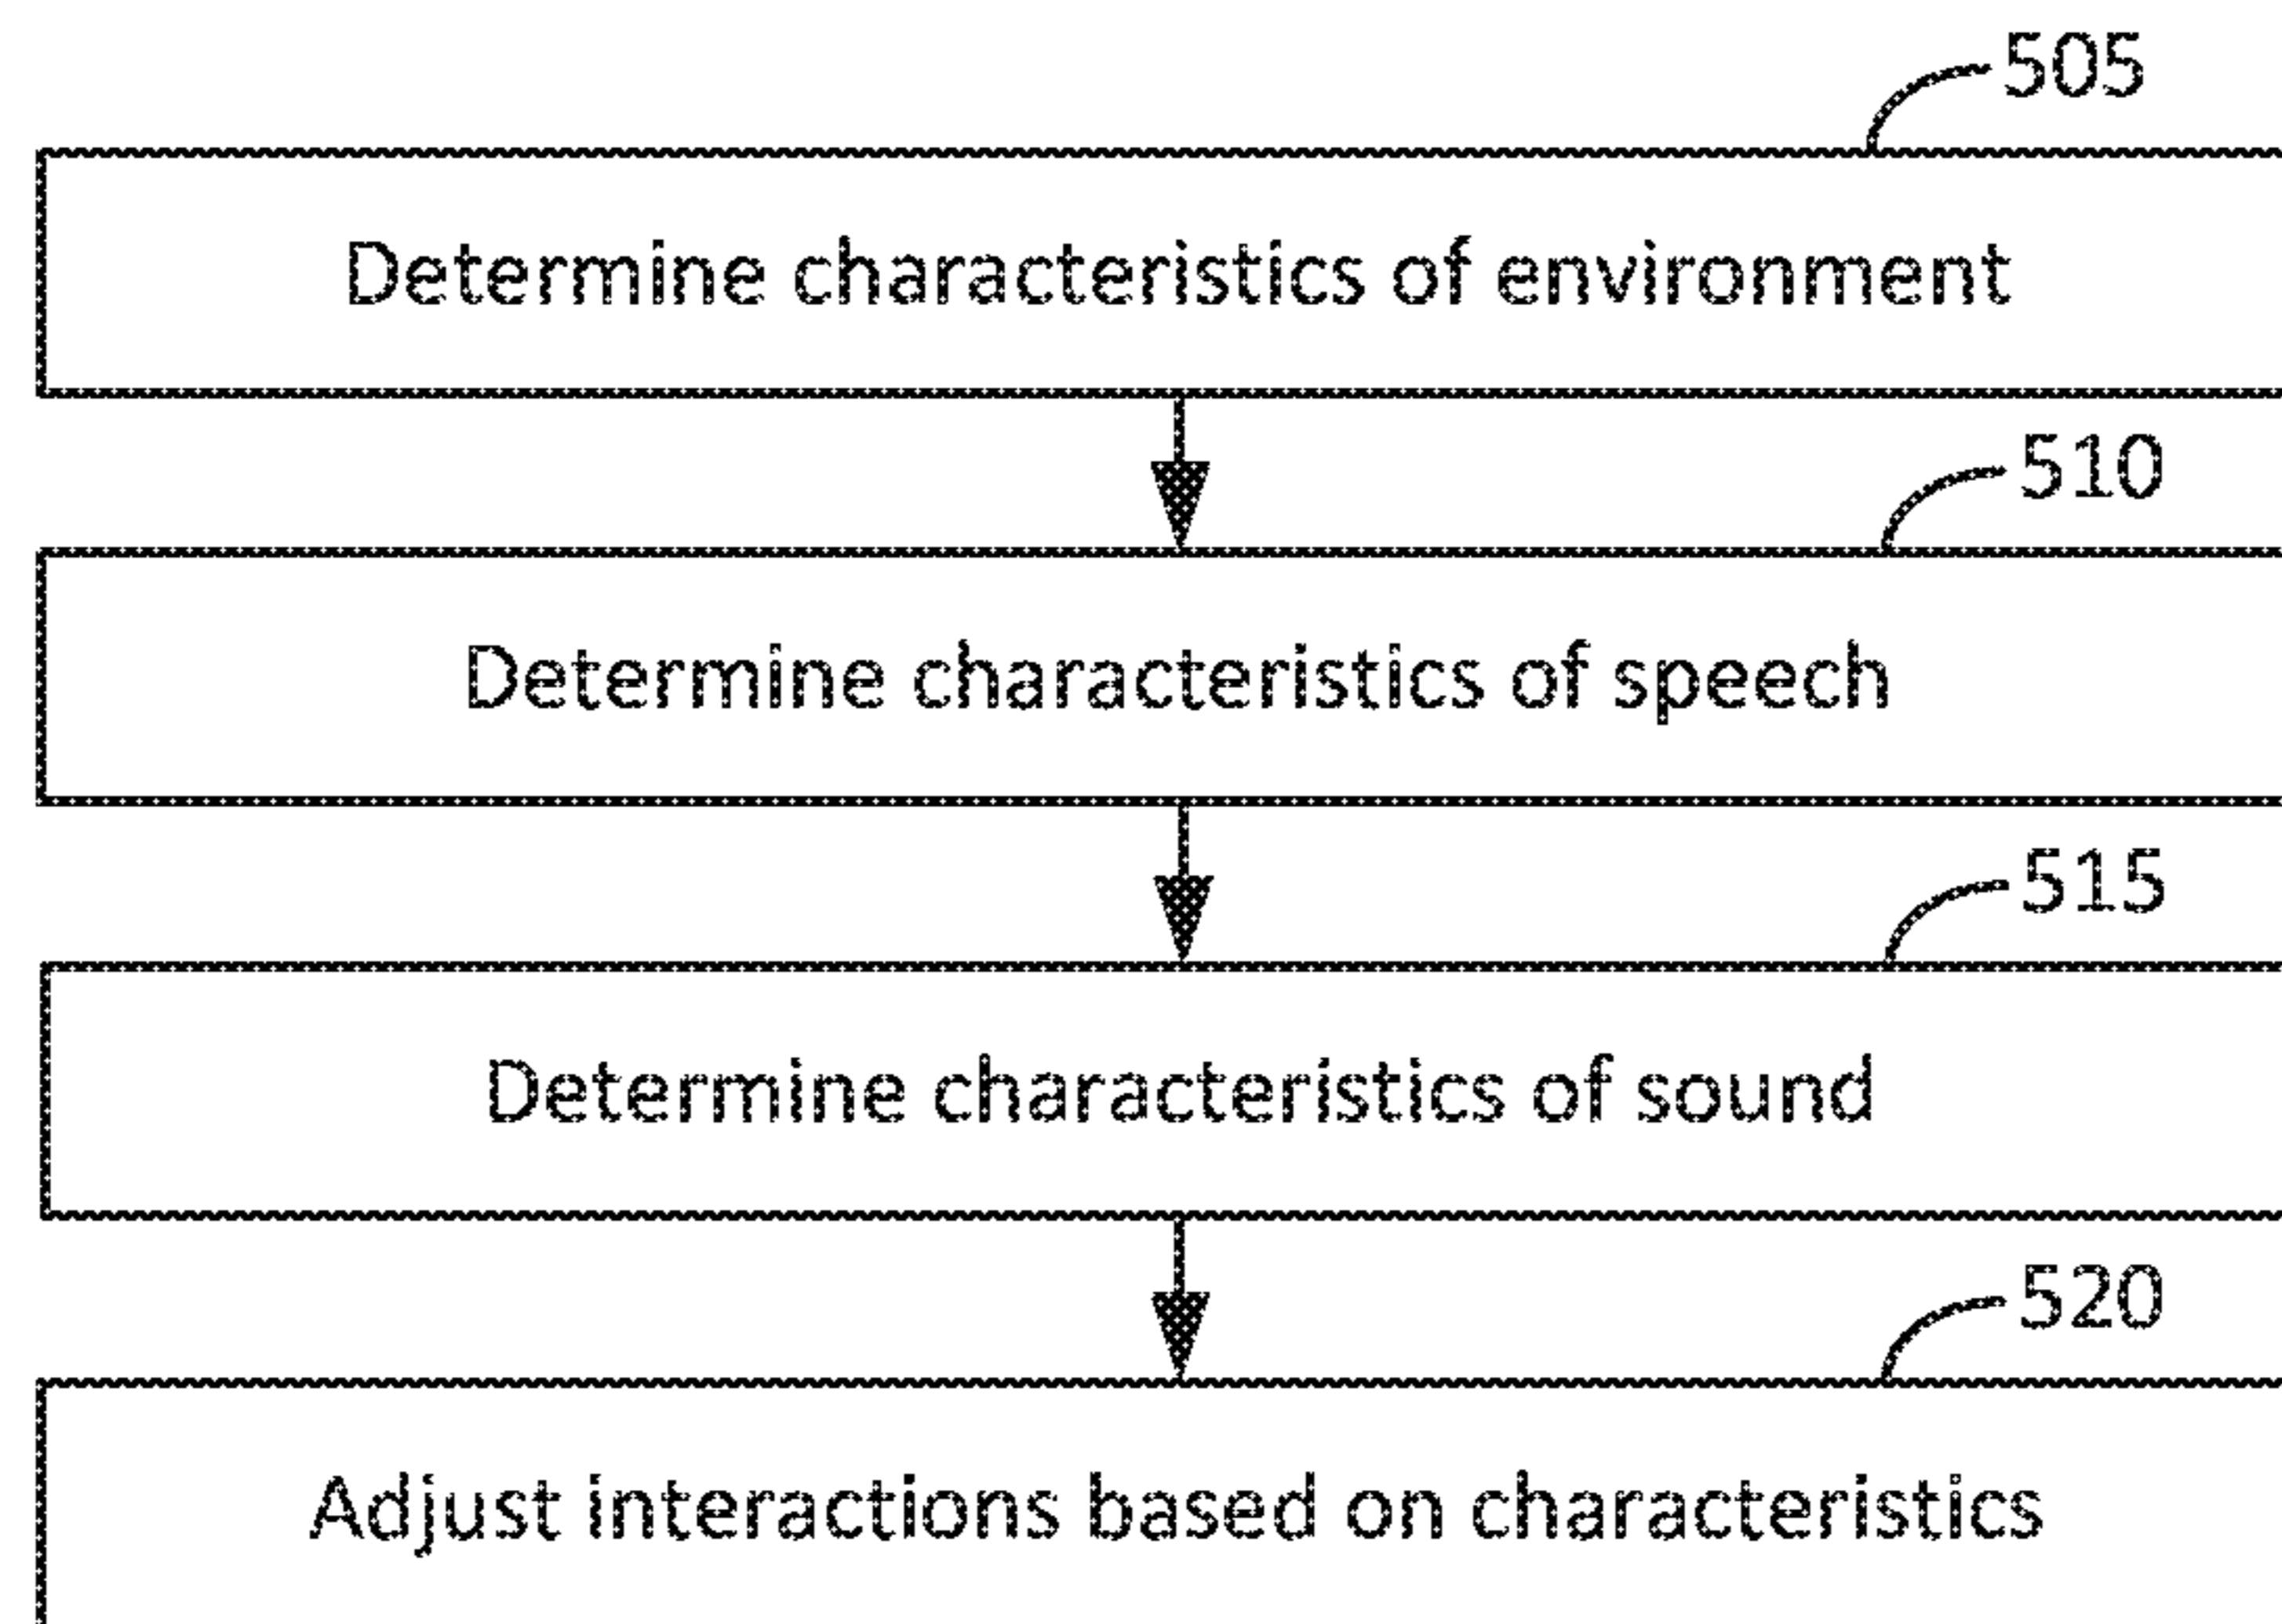 505
Determine characteristics of environment
510
Determine characteristics of speech
515
Determine characteristics of sound
520
Adjust interactions based on characteristics